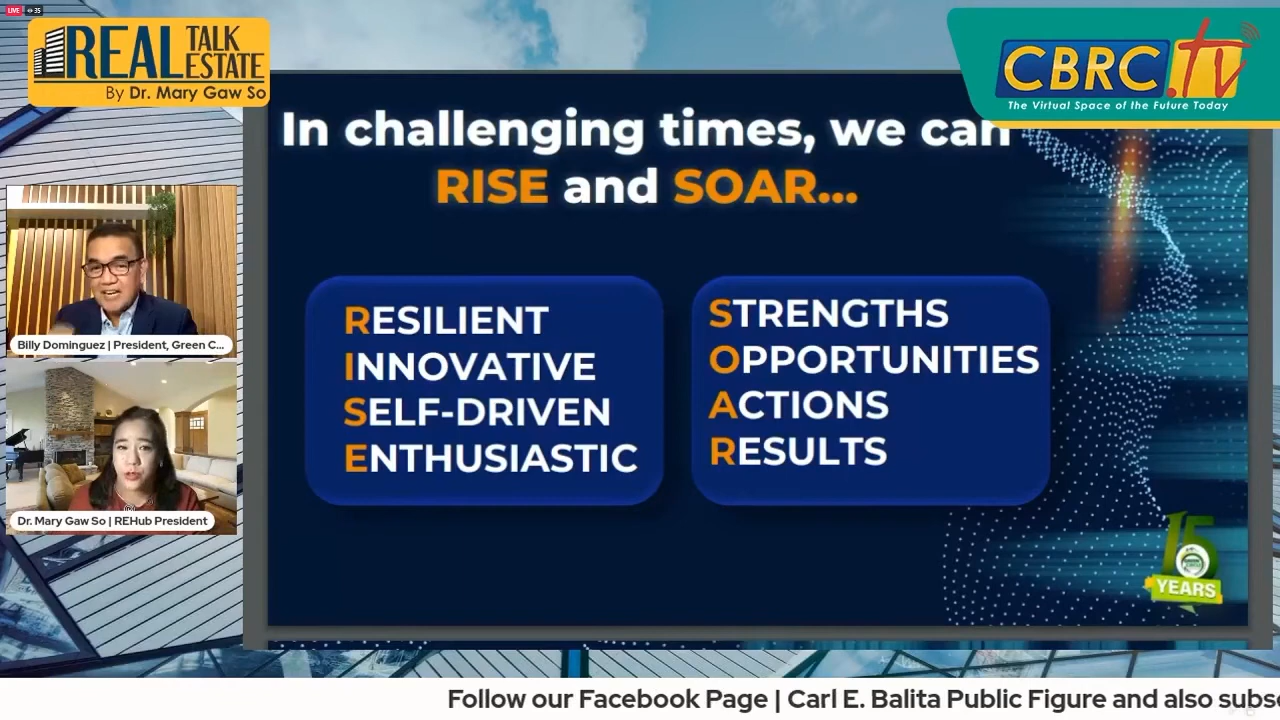 LIVE 35
REAL TALK ESTATE
By Dr. Mary Gaw So
CBRC.tv
The Virtual Space of the Future Today
In challenging times, we can
RISE and SOAR...
RESILIENT
INNOVATIVE
SELF-DRIVEN
ENTHUSIASTIC
STRENGTHS
OPPORTUNITIES
ACTIONS
RESULTS
Billy Dominguez | President, Green C...
Dr. Mary Gaw So | REHub President
15
YEARS
Follow our Facebook Page | Carl E. Balita Public Figure and also subs